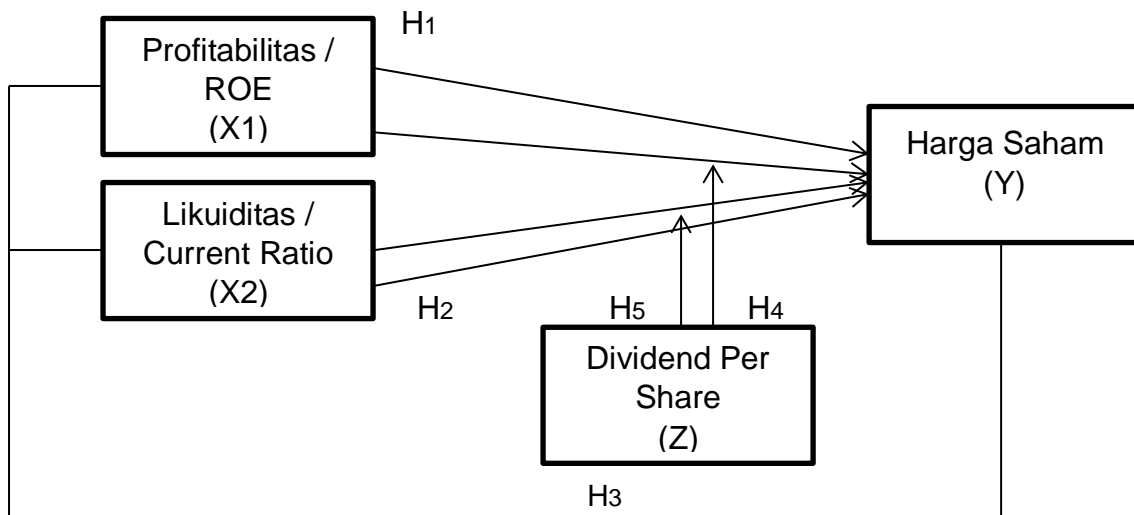 H1
Profitabilitas /
ROE
(X1)
Harga Saham
(Y)
Likuiditas /
Current Ratio
(X2)
H2
H5
H4
Dividend Per
Share
(Z)
H3